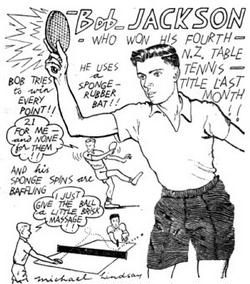 Bob JACKSON
- WHO WON HIS FOURTH -
N.Z. TABLE
TENNIS -
TITLE LAST
MONTH!!
HE USES
a
SPONGE
RUBBER
BAT!!
BOB TRIES
to win
EVERY
POINT!!
21
FOR ME -
and NONE
for THEM
!!
AND his
SPONGE SPINS are
BAFFLING
I JUST
GIVE THE BALL
a LITTLE BRISK
MASSAGE
!!
michael Lindsay